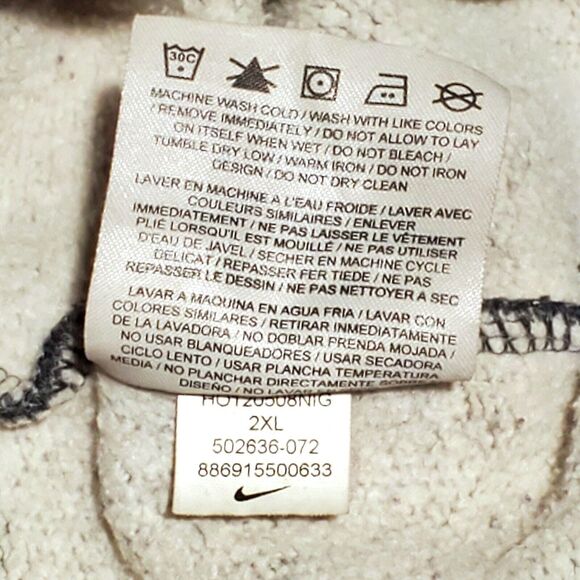 30C
MACHINE WASH COLD / WASH WITH LIKE COLORS
/ REMOVE IMMEDIATELY / DO NOT ALLOW TO LAY
ON ITSELF WHEN WET / DO NOT BLEACH /
TUMBLE DRY LOW / WARM IRON / DO NOT IRON
DESIGN / DO NOT DRY CLEAN
LAVER EN MACHINE A L'EAU FROIDE / LAVER AVEC
COULEURS SIMILAIRES / ENLEVER
IMMEDIATEMENT / NE PAS LAISSER LE VÊTEMENT
PLIÉ LORSQU'IL EST MOUILLÉ / NE PAS UTILISER
D'EAU DE JAVEL / SECHER EN MACHINE CYCLE
DELICAT / REPASSER FER TIEDE / NE PAS
REPASSER LE DESSIN / NE PAS NETTOYER A SEC
LAVAR A MAQUINA EN AGUA FRIA / LAVAR CON
COLORES SIMILARES / RETIRAR IMMEDIATAMENTE
DE LA LAVADORA / NO DOBLAR PRENDA MOJADA /
NO USAR BLANQUEADORES / USAR SECADORA
CICLO LENTO / USAR PLANCHA TEMPERATURA
MEDIA / NO PLANCHAR DIRECTAMENTE SOBRE
DISEÑO / NO LAVAR
2XL
502636-072
886915500633